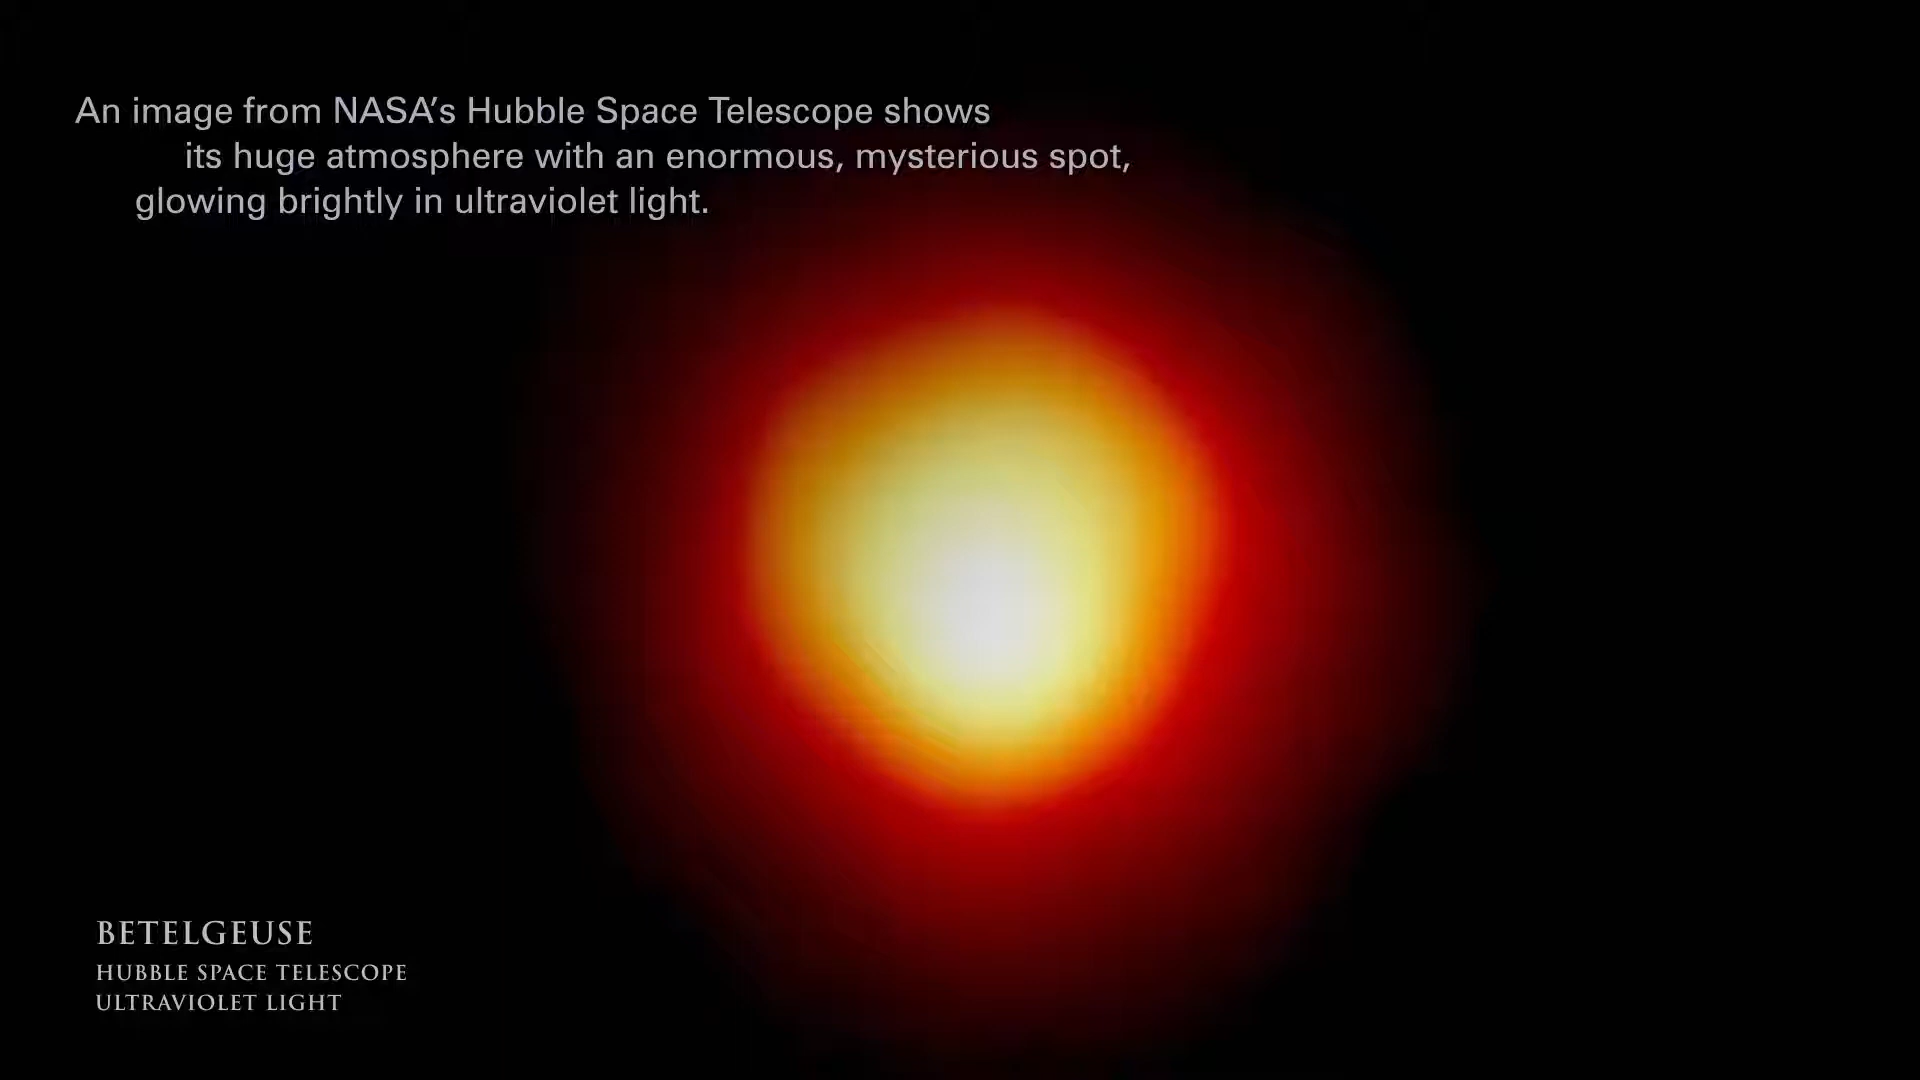 An image from NASA’s Hubble Space Telescope shows
its huge atmosphere with an enormous, mysterious spot,
glowing brightly in ultraviolet light.
BETELGEUSE
HUBBLE SPACE TELESCOPE
ULTRAVIOLET LIGHT